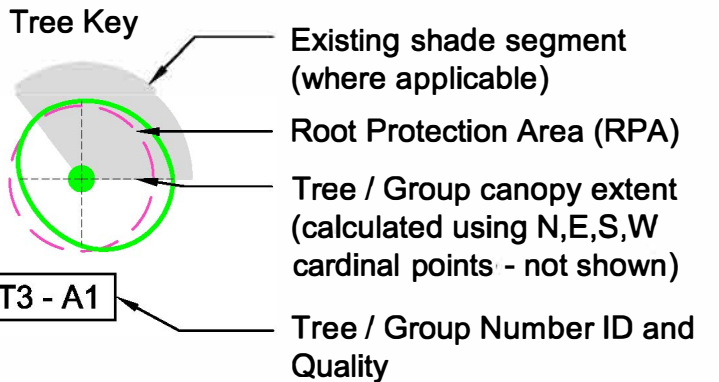 Tree Key
Existing shade segment
(where applicable)
Root Protection Area (RPA)
Tree / Group canopy extent
(calculated using N,E,S,W
cardinal points - not shown)
T3 - A1
Tree / Group Number ID and
Quality